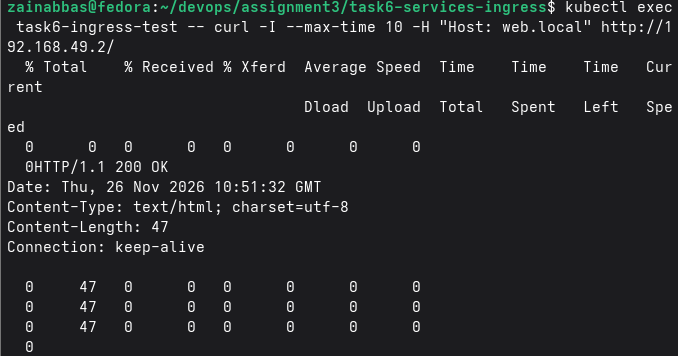 zainabbas@fedora:~/devops/assignment3/task6-services-ingress$ kubectl exec
 task6-ingress-test -- curl -I --max-time 10 -H "Host: web.local" http://1
92.168.49.2/
  % Total    % Received % Xferd  Average Speed  Time    Time    Time   Cur
rent
                                 Dload  Upload  Total   Spent   Left   Spe
ed
  0      0   0      0   0      0      0      0
  0HTTP/1.1 200 OK
Date: Thu, 26 Nov 2026 10:51:32 GMT
Content-Type: text/html; charset=utf-8
Content-Length: 47
Connection: keep-alive

  0     47   0      0   0      0      0      0
  0     47   0      0   0      0      0      0
  0     47   0      0   0      0      0      0
  0